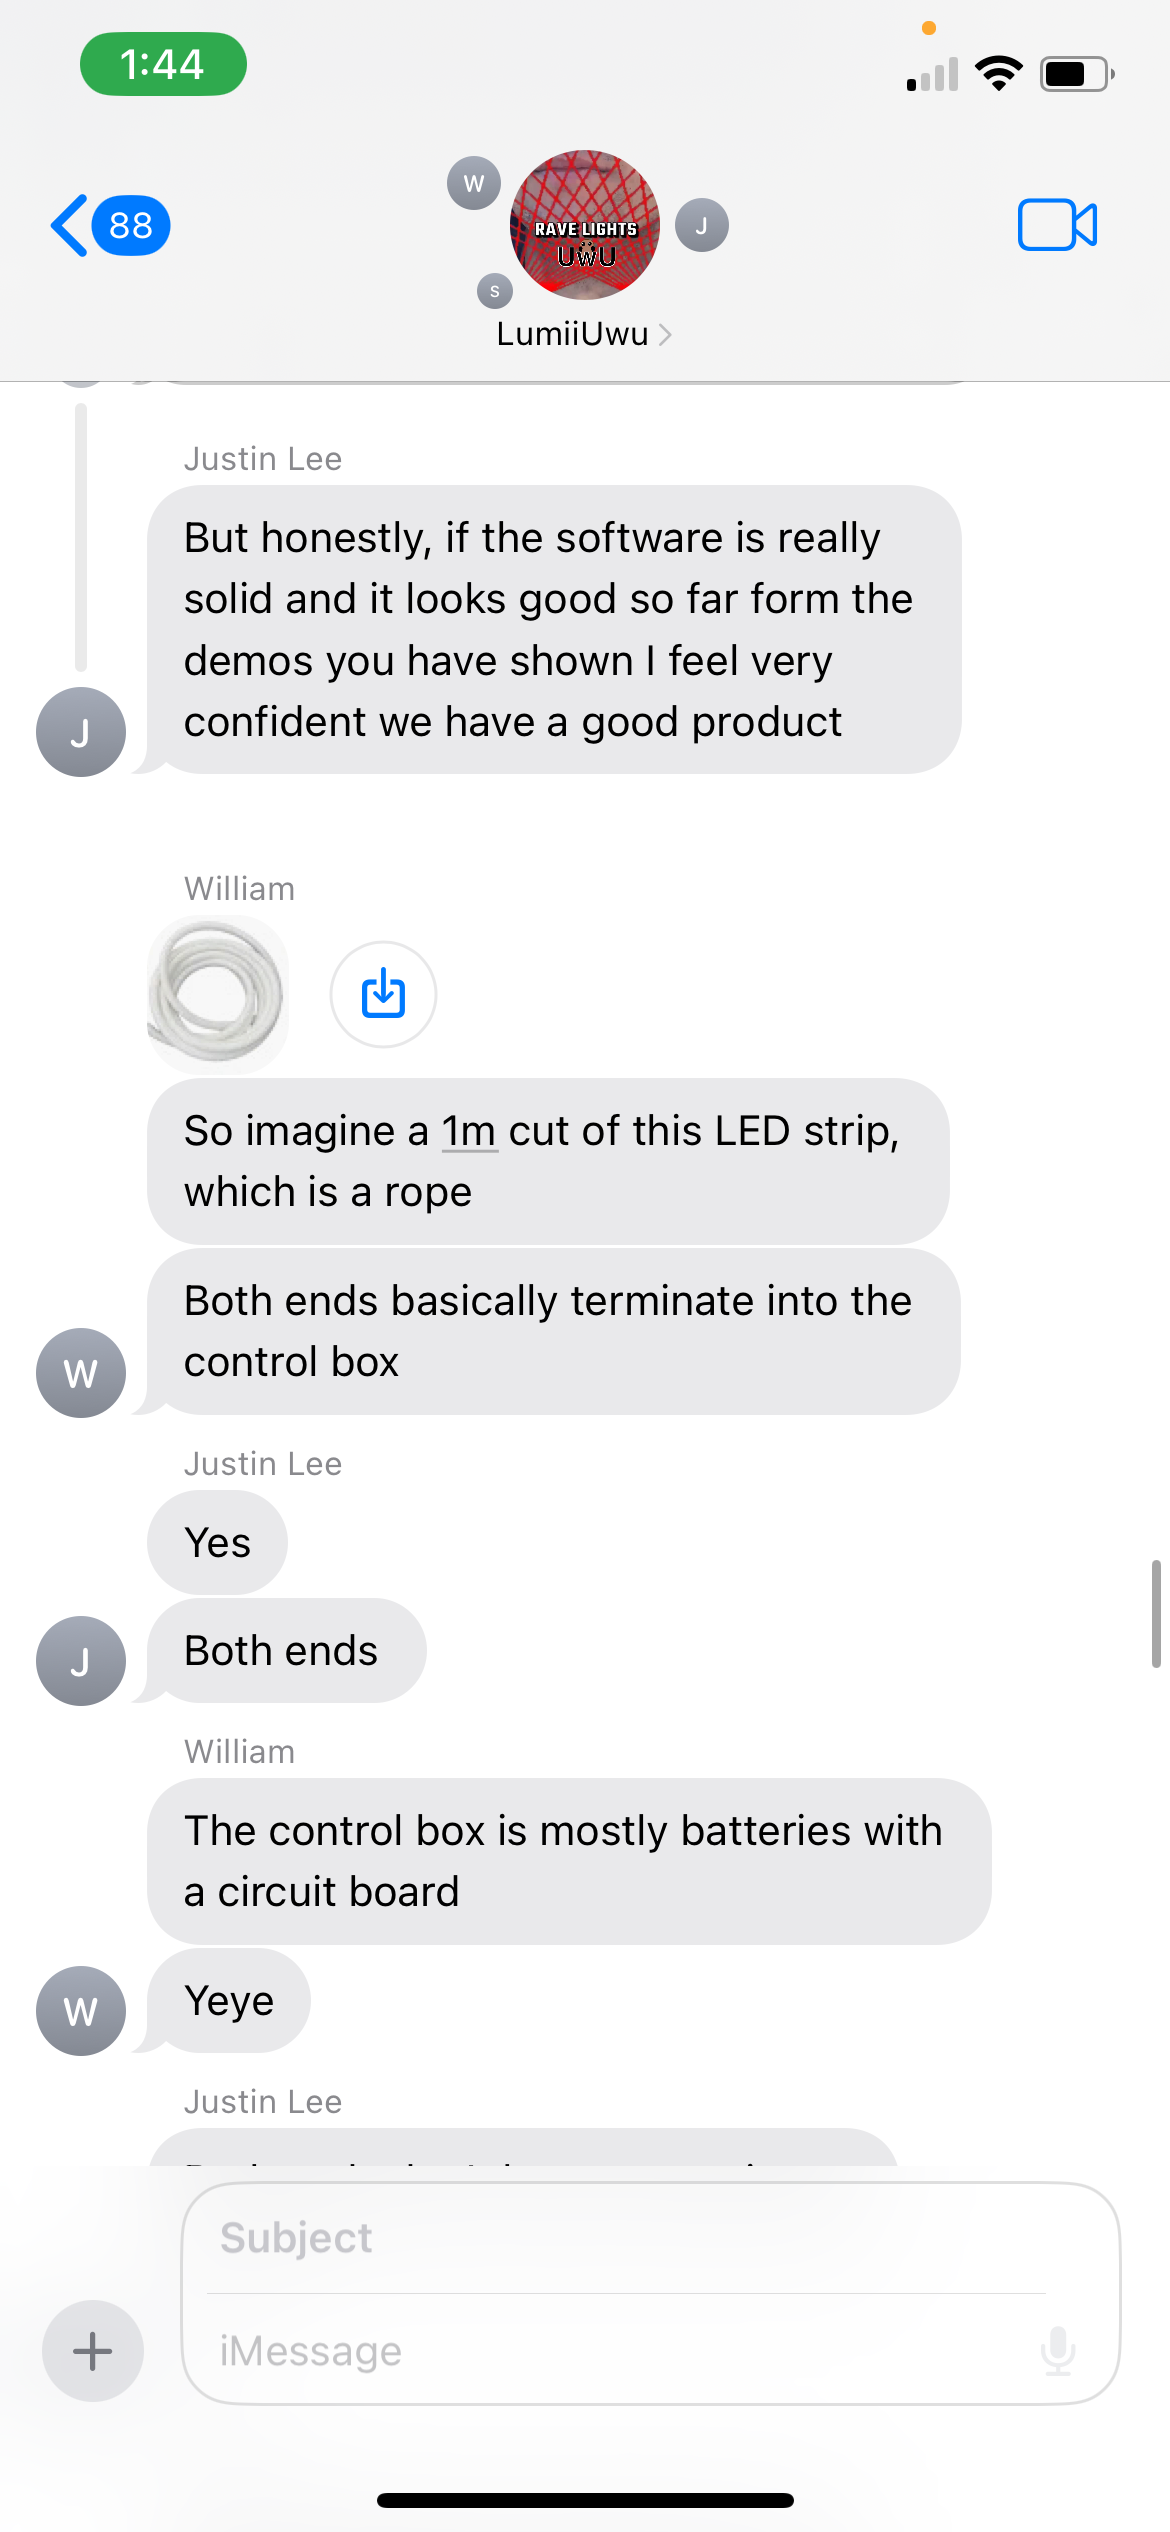 1:44
88
W
RAVE LIGHTS
UWU
J
S
LumiiUwu
Justin Lee
But honestly, if the software is really
solid and it looks good so far form the
demos you have shown I feel very
confident we have a good product
J
William
So imagine a 1m cut of this LED strip,
which is a rope
Both ends basically terminate into the
control box
W
Justin Lee
Yes
Both ends
J
William
The control box is mostly batteries with
a circuit board
Yeye
W
Justin Lee
Subject
iMessage